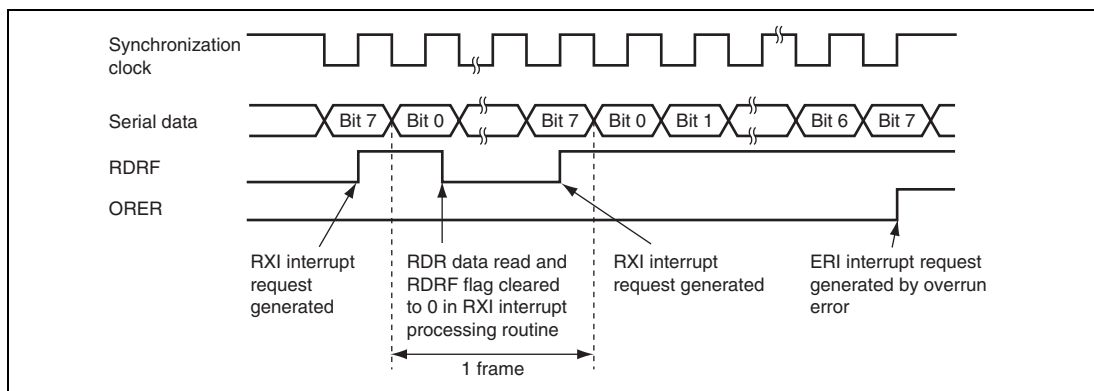 Synchronization
clock
Serial data
Bit 7
Bit 0
Bit 7
Bit 0
Bit 1
Bit 6
Bit 7
RDRF
ORER
RXI interrupt
request
generated
RDR data read and
RDRF flag cleared
to 0 in RXI interrupt
processing routine
RXI interrupt
request generated
ERI interrupt request
generated by overrun
error
1 frame